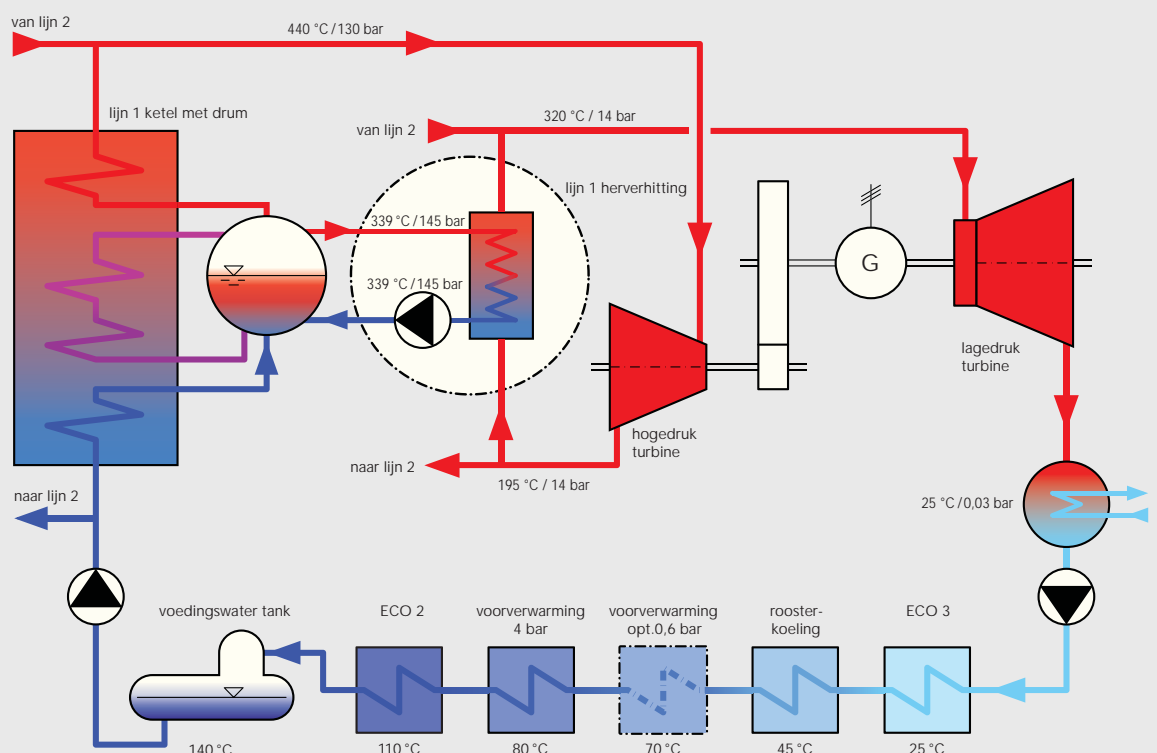 van lijn 2
440 °C / 130 bar
lijn 1 ketel met drum
van lijn 2
320 °C / 14 bar
lijn 1 herverhitting
339 °C / 145 bar
339 °C / 145 bar
G
lagedruk
turbine
hogedruk
turbine
naar lijn 2
195 °C / 14 bar
naar lijn 2
25 °C / 0,03 bar
voedingswater tank
ECO 2
voorverwarming
4 bar
voorverwarming
opt.0,6 bar
rooster-
koeling
ECO 3
140 °C
110 °C
80 °C
70 °C
45 °C
25 °C